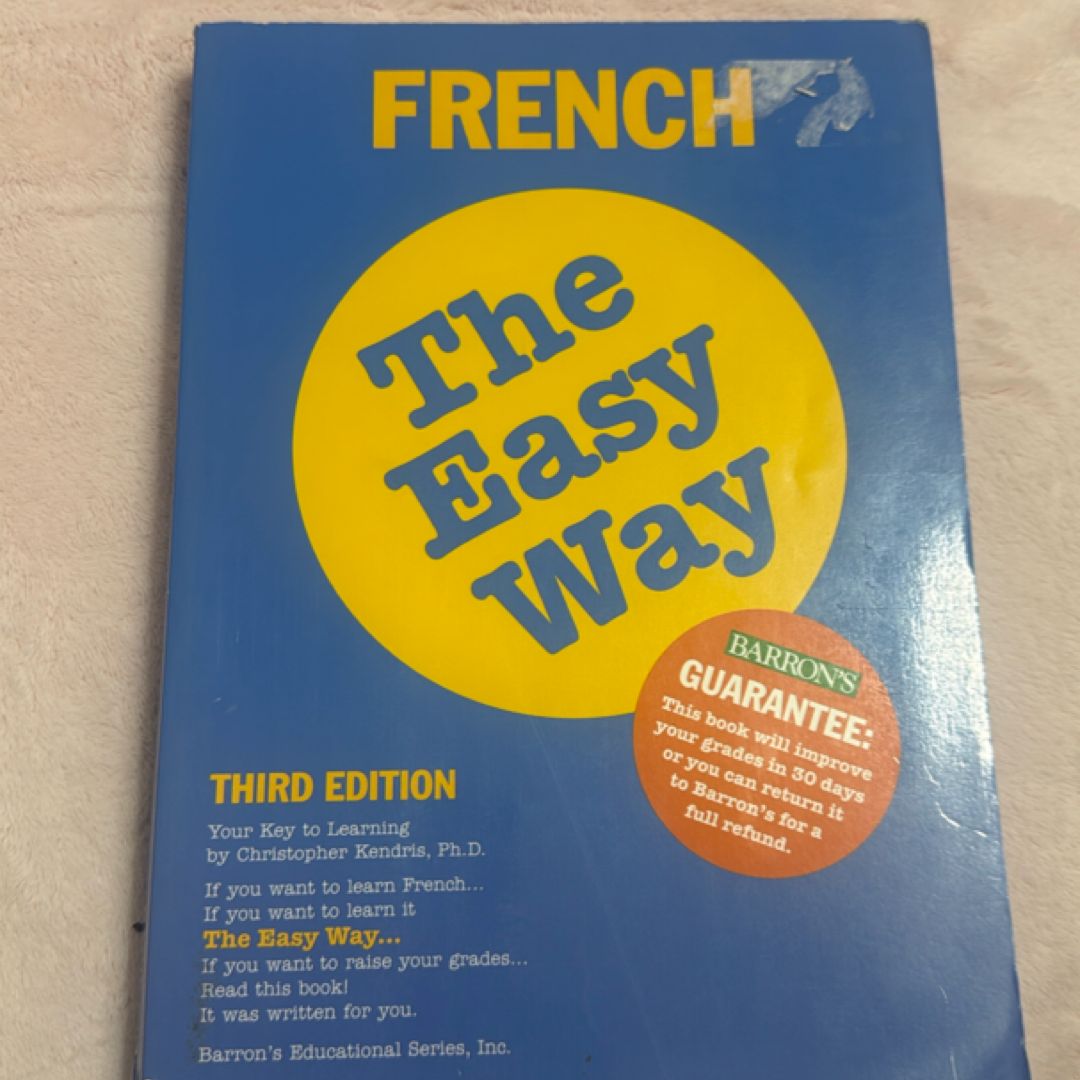 FRENCH
The
Easy
Way
BARRON'S
GUARANTEE:
This book will improve
your grades in 30 days
or you can return it
to Barron's for a
full refund.
THIRD EDITION
Your Key to Learning
by Christopher Kendris, Ph.D.
If you want to learn French...
If you want to learn it
The Easy Way...
If you want to raise your grades...
Read this book!
It was written for you.
Barron's Educational Series, Inc.